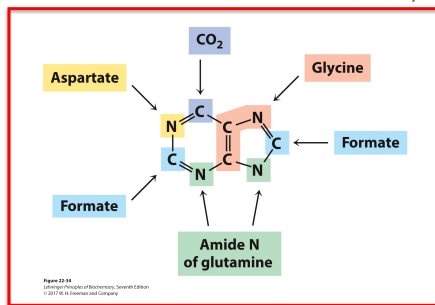 CO₂
Aspartate
Glycine
N
C
C
C
N
C
N
N
C
Formate
Formate
Amide N
of glutamine
Figure 22-34
Lehninger Principles of Biochemistry, Seventh Edition
© 2017 W. H. Freeman and Company